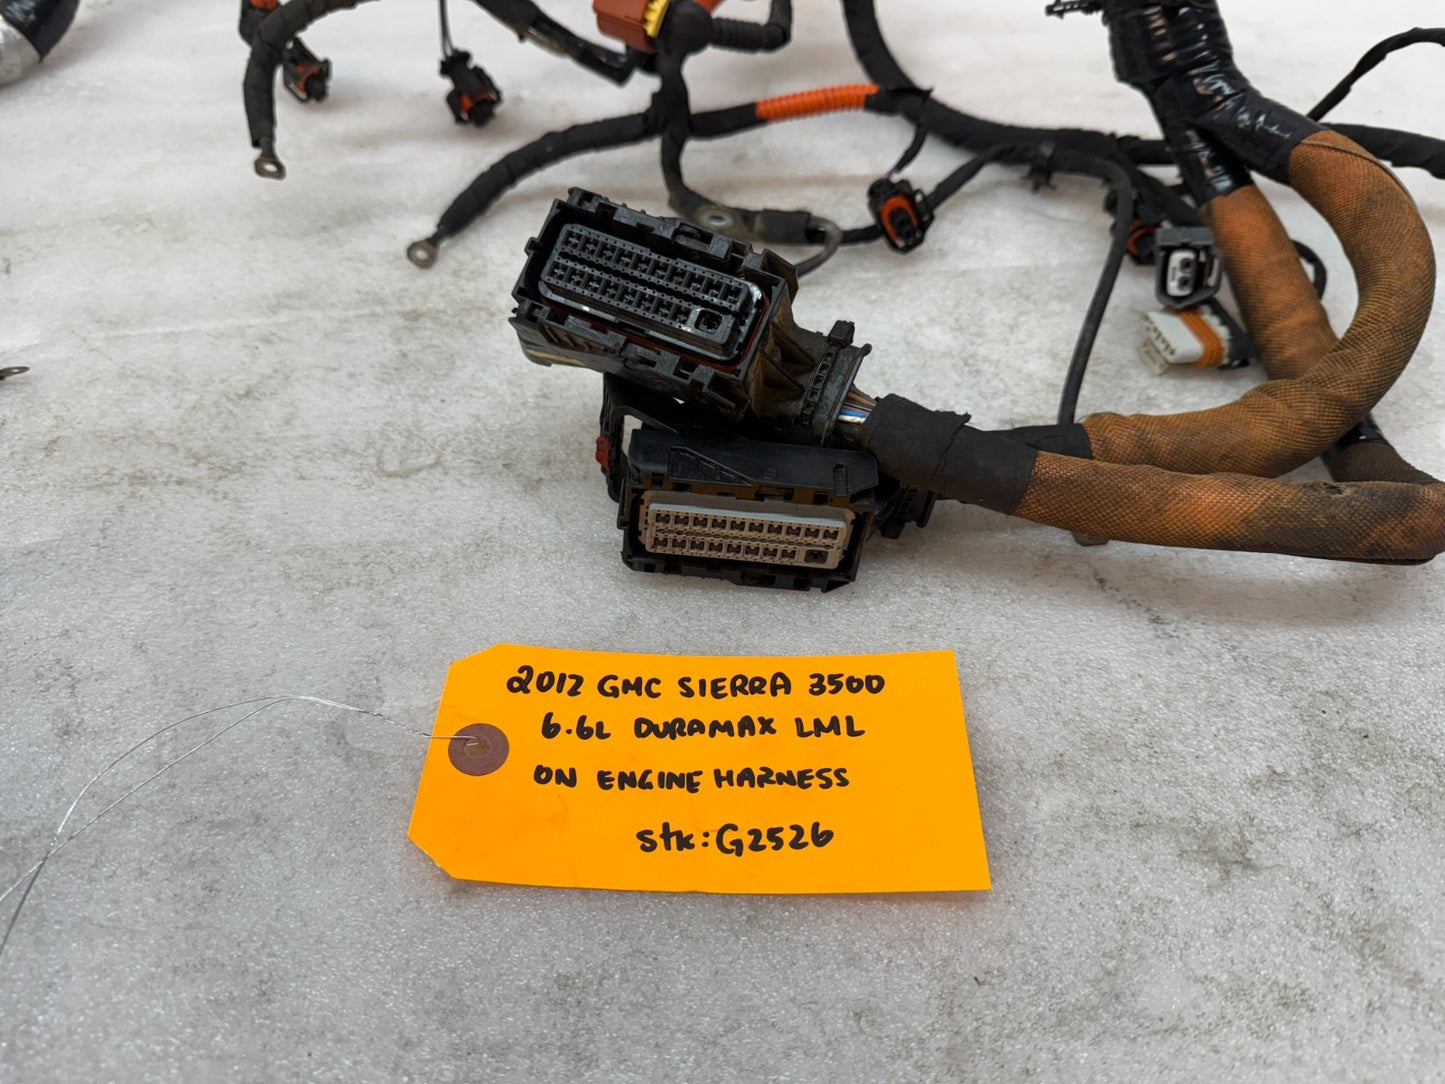 2012 GMC SIERRA 3500
6.6L DURAMAX LML
ON ENGINE HARNESS
stk: G2526